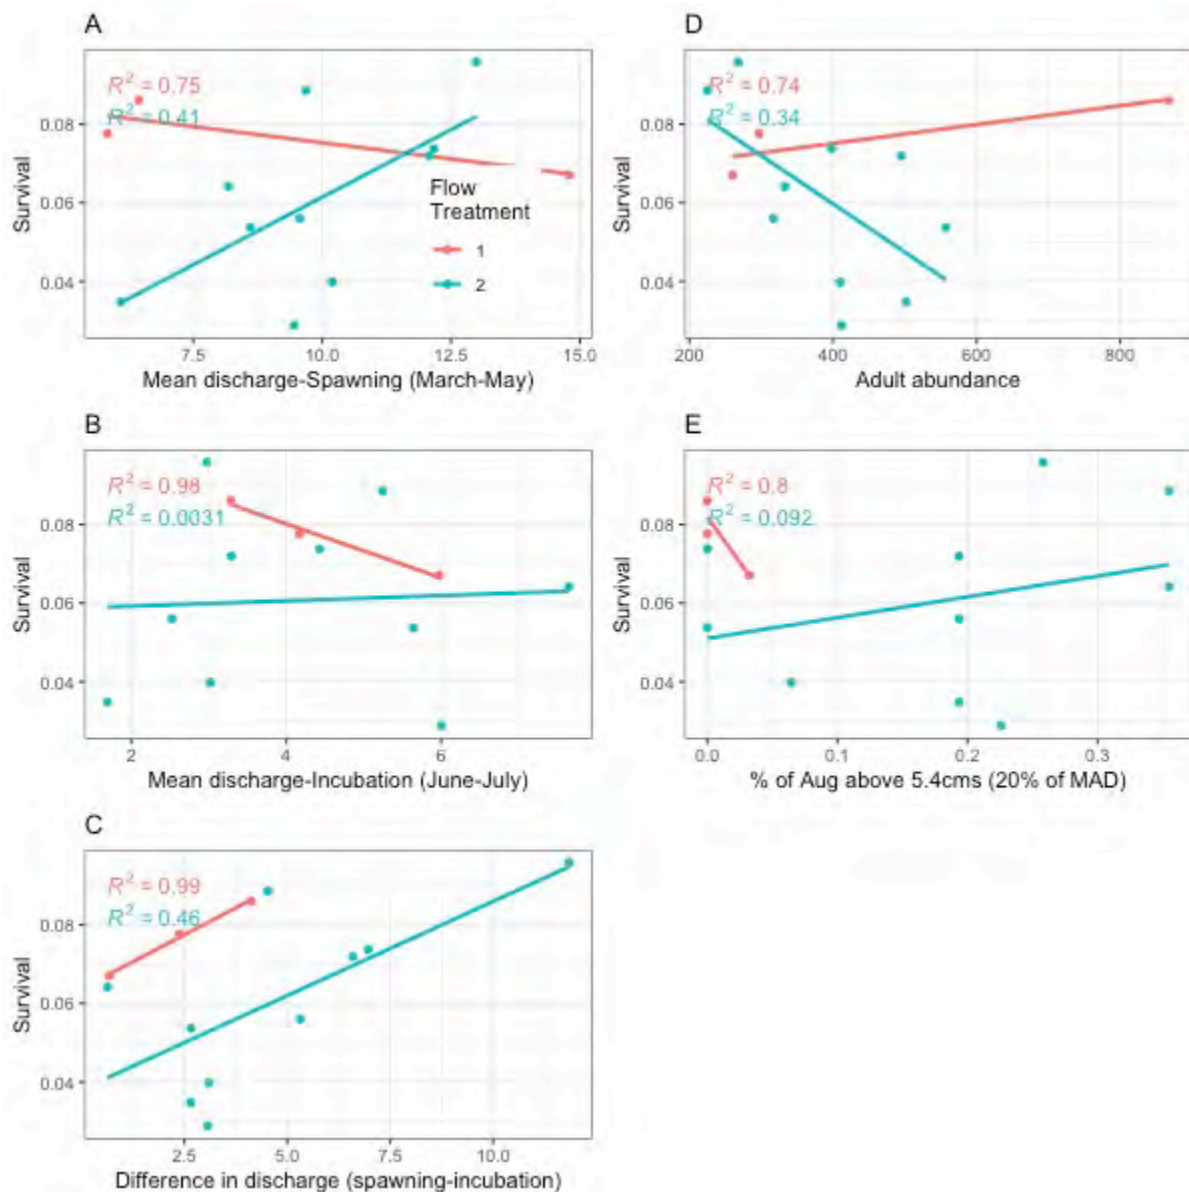 A
R² = 0.75
R² = 0.41
Survival
0.08
0.06
0.04
Flow
Treatment
1
2
7.5 10.0 12.5 15.0
Mean discharge-Spawning (March-May)
D
R² = 0.74
R² = 0.34
Survival
0.08
0.06
0.04
200 400 600 800
Adult abundance
B
R² = 0.98
R² = 0.0031
Survival
0.08
0.06
0.04
2 4 6
Mean discharge-Incubation (June-July)
E
R² = 0.8
R² = 0.092
Survival
0.08
0.06
0.04
0.0 0.1 0.2 0.3
% of Aug above 5.4cms (20% of MAD)
C
R² = 0.99
R² = 0.46
Survival
0.08
0.06
0.04
2.5 5.0 7.5 10.0
Difference in discharge (spawning-incubation)